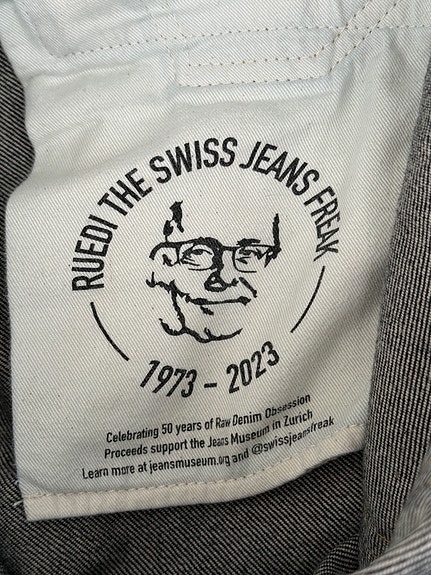 RUEDI THE SWISS JEANS FREAK
1973 – 2023
Celebrating 50 years of Raw Denim Obsession
Proceeds support the Jeans Museum in Zurich
Learn more at jeansmuseum.org and @swissjeansfreak